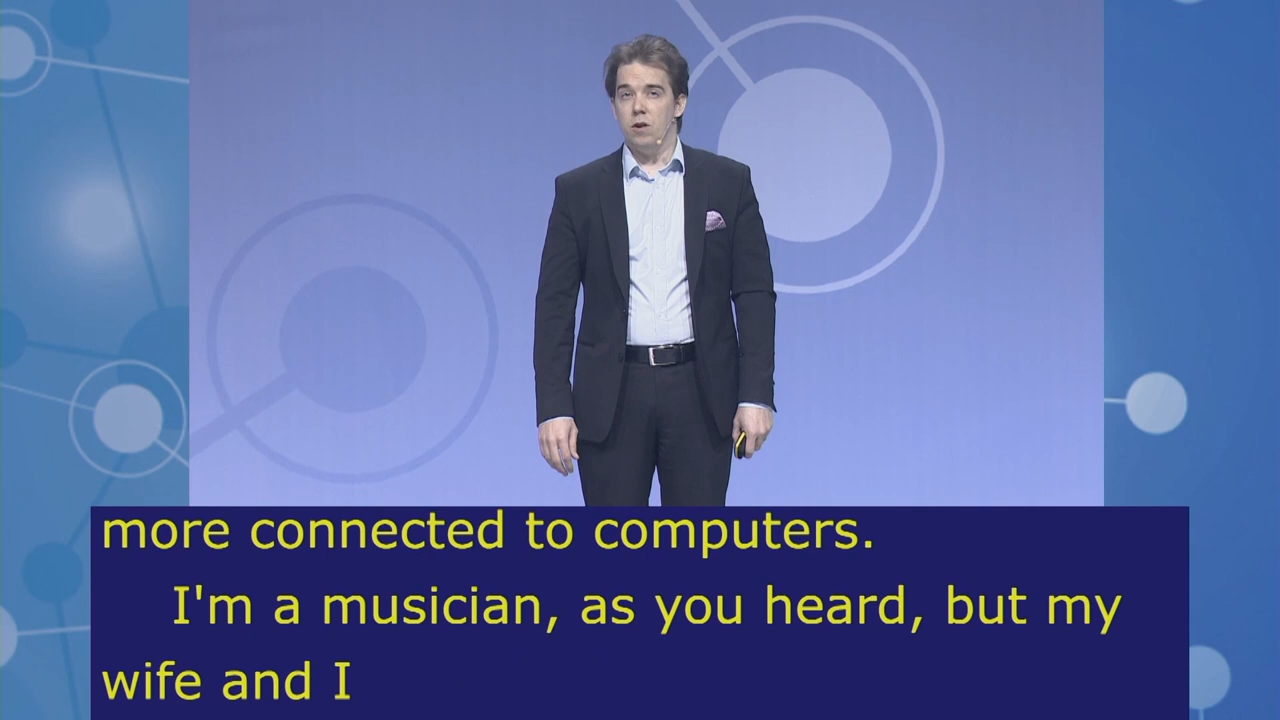 more connected to computers.
I'm a musician, as you heard, but my
wife and I